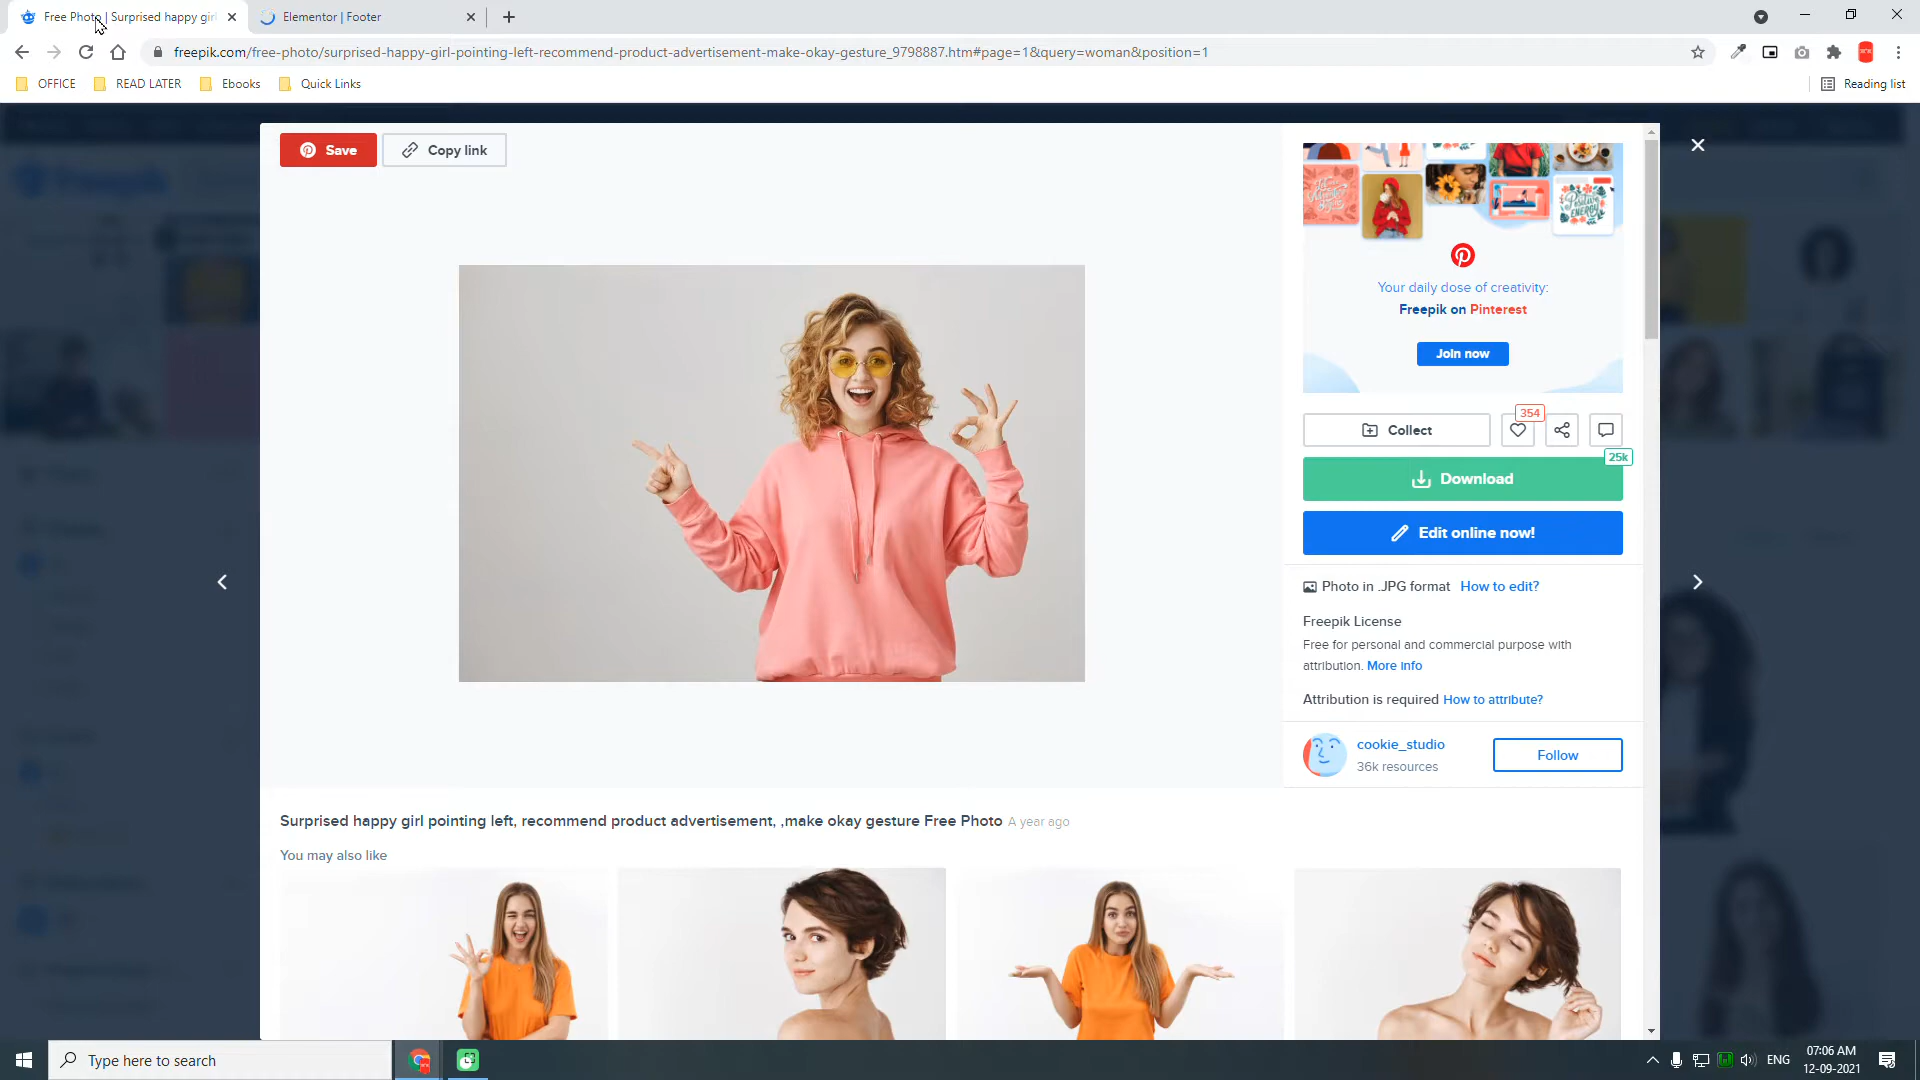 Free Photo | Surprised happy girl
Elementor | Footer
freepik.com/free-photo/surprised-happy-girl-pointing-left-recommend-product-advertisement-make-okay-gesture_9798887.htm#page=1&query=woman&position=1
OFFICE
READ LATER
Ebooks
Quick Links
Reading list
Save
Copy link
Your daily dose of creativity:
Freepik on Pinterest
Join now
354
Collect
25k
Download
Edit online now!
Photo in .JPG format How to edit?
Freepik License
Free for personal and commercial purpose with
attribution. More info
Attribution is required How to attribute?
cookie_studio
36k resources
Follow
Surprised happy girl pointing left, recommend product advertisement, ,make okay gesture Free Photo A year ago
You may also like
Type here to search
ENG
07:06 AM
12-09-2021